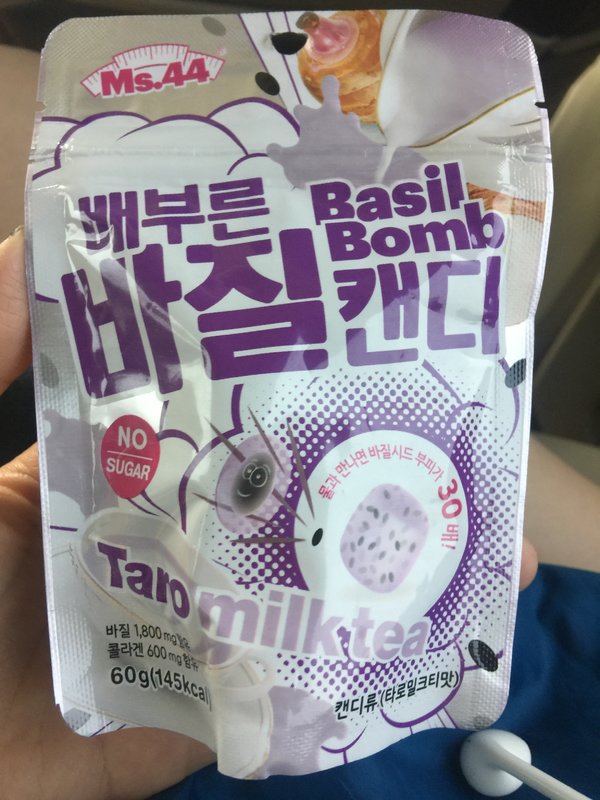 Ms.44
배부른
Basil
Bomb
바질 캔디
NO
SUGAR
물과 만나면 바질시드 부피가
30배!
Taro milk tea
바질 1,800 mg 함유
콜라겐 600 mg 함유
60g(145kcal)
캔디류(타로밀크티맛)